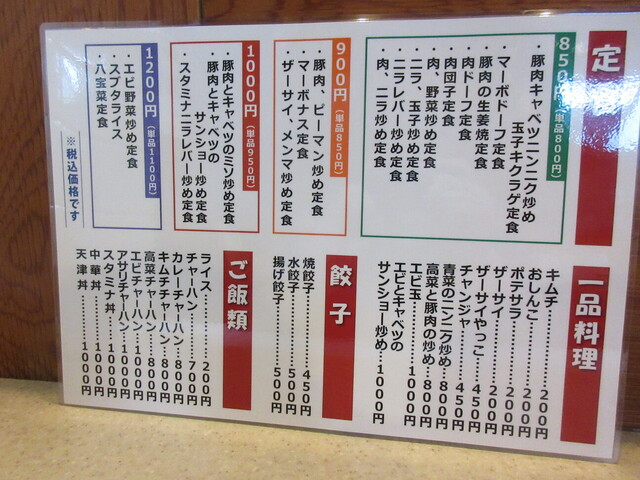 定
850円（単品800円）
・豚肉キャベツニンニク炒め
玉子キクラゲ定食
・マーボドーフ定食
・豚肉の生姜焼定食
・肉ドーフ定食
・肉団子定食
・肉、野菜炒め定食
・ニラ、玉子炒め定食
・ニラレバー炒め定食
・肉、ニラ炒め定食
900円（単品850円）
・豚肉、ピーマン炒め定食
・マーボナス定食
・ザーサイ、メンマ炒め定食
1000円（単品950円）
・豚肉とキャベツのミソ炒め定食
・豚肉とキャベツの
サンショー炒め定食
・スタミナニラレバー炒め定食
1200円（単品1100円）
・エビ野菜炒め定食
・スブタライス
・八宝菜定食
※税込価格です
一品料理
キムチ……200円
おしんこ……200円
ポテサラ……200円
ザーサイ……200円
ザーサイやっこ……450円
チャンジャ……450円
青菜のニンニク炒め…800円
高菜と豚肉の炒め…800円
エビ玉……1000円
エビとキャベツの
サンショー炒め…1000円
餃子
焼餃子……450円
水餃子……500円
揚げ餃子……500円
ご飯類
ライス……200円
チャーハン……700円
カレーチャーハン……800円
キムチチャーハン……800円
高菜チャーハン……800円
エビチャーハン……1000円
アサリチャーハン…1000円
スタミナ丼……1000円
中華丼……1000円
天津丼……1000円